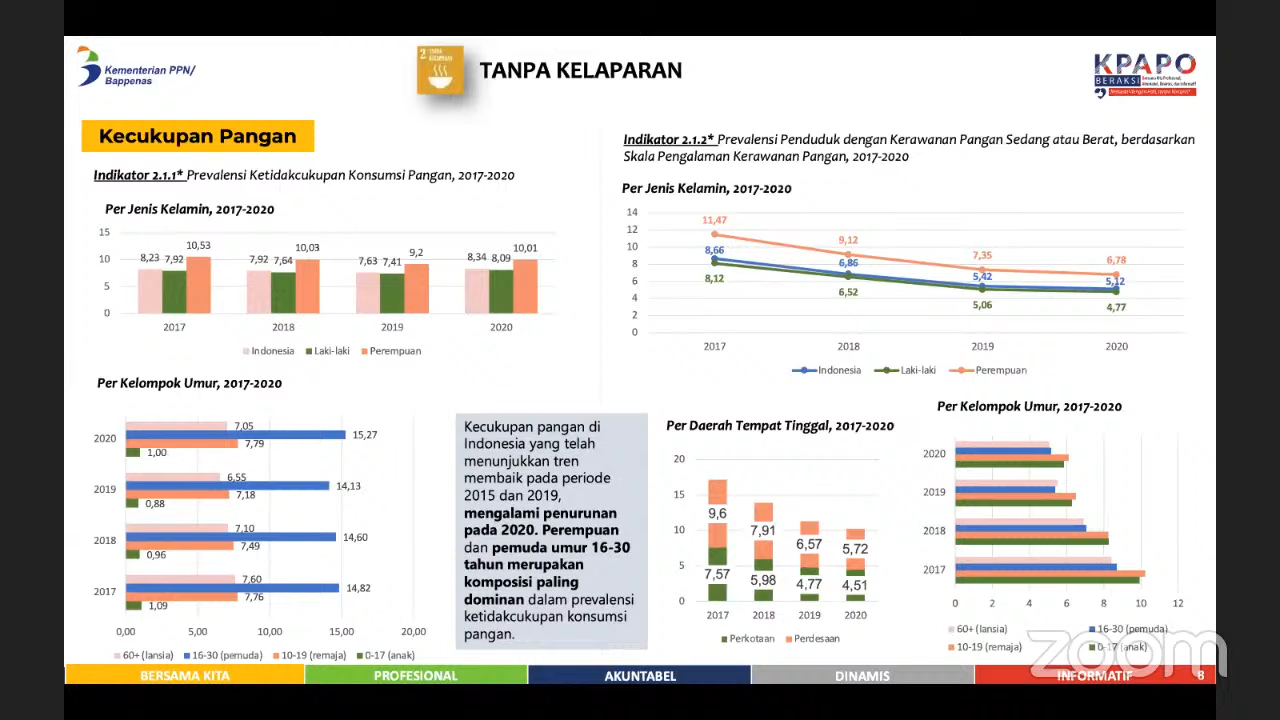 Kementerian PPN/
Bappenas
2
TANPA KELAPARAN
KPAPO
BERAKSI
Kecukupan Pangan
Indikator 2.1.1* Prevalensi Ketidakcukupan Konsumsi Pangan, 2017-2020
Per Jenis Kelamin, 2017-2020
15
10
5
0
8,23 7,92 10,53
7,92 7,64 10,03
7,63 7,41 9,2
8,34 8,09 10,01
2017 2018 2019 2020
Indonesia Laki-laki Perempuan
Per Kelompok Umur, 2017-2020
2020
7,05
15,27
7,79
1,00
2019
6,55
14,13
7,18
0,88
2018
7,10
14,60
7,49
0,96
2017
7,60
14,82
7,76
1,09
0,00 5,00 10,00 15,00 20,00
60+ (lansia) 16-30 (pemuda) 10-19 (remaja) 0-17 (anak)
Kecukupan pangan di
Indonesia yang telah
menunjukkan tren
membaik pada periode
2015 dan 2019,
mengalami penurunan
pada 2020. Perempuan
dan pemuda umur 16-30
tahun merupakan
komposisi paling
dominan dalam prevalensi
ketidakcukupan konsumsi
pangan.
Indikator 2.1.2* Prevalensi Penduduk dengan Kerawanan Pangan Sedang atau Berat, berdasarkan
Skala Pengalaman Kerawanan Pangan, 2017-2020
Per Jenis Kelamin, 2017-2020
14
12
10
8
6
4
2
0
11,47 9,12 7,35 6,78
8,66 6,86 5,42 5,12
8,12 6,52 5,06 4,77
2017 2018 2019 2020
Indonesia Laki-laki Perempuan
Per Daerah Tempat Tinggal, 2017-2020
20
15
10
5
0
9,6 7,91 6,57 5,72
7,57 5,98 4,77 4,51
2017 2018 2019 2020
Perkotaan Perdesaan
Per Kelompok Umur, 2017-2020
2020
2019
2018
2017
0 2 4 6 8 10 12
60+ (lansia) 16-30 (pemuda)
10-19 (remaja) 0-17 (anak)
zoom
BERSAMA KITA PROFESIONAL AKUNTABEL DINAMIS INFORMATIF 8